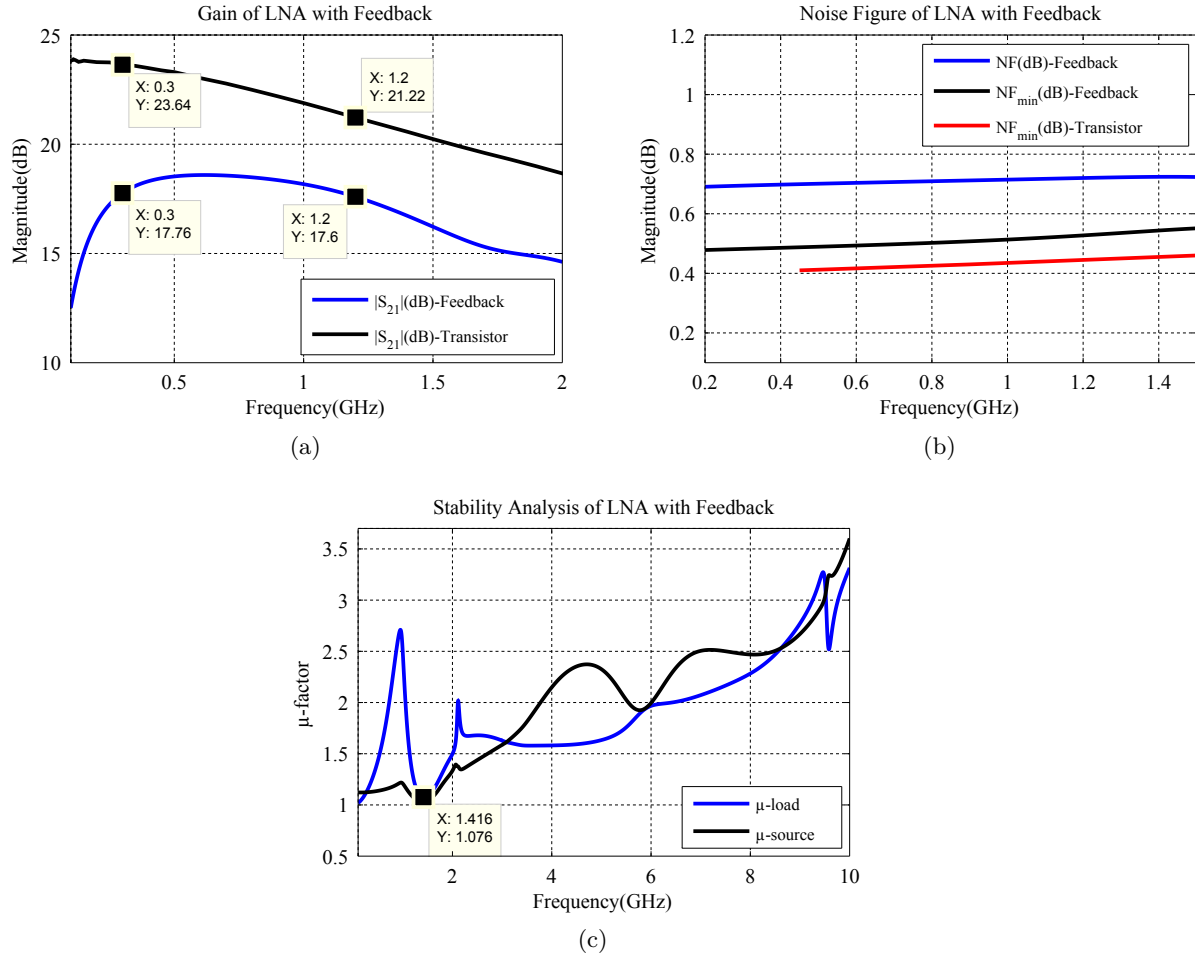 Gain of LNA with Feedback
25
20
15
10
Magnitude(dB)
X: 0.3
Y: 23.64
X: 1.2
Y: 21.22
X: 0.3
Y: 17.76
X: 1.2
Y: 17.6
|S21|(dB)-Feedback
|S21|(dB)-Transistor
0.5 1 1.5 2
Frequency(GHz)
(a)
Noise Figure of LNA with Feedback
1.2
1
0.8
0.6
0.4
0.2
Magnitude(dB)
NF(dB)-Feedback
NFmin(dB)-Feedback
NFmin(dB)-Transistor
0.2 0.4 0.6 0.8 1 1.2 1.4
Frequency(GHz)
(b)
Stability Analysis of LNA with Feedback
3.5
3
2.5
2
1.5
1
0.5
μ-factor
X: 1.416
Y: 1.076
μ-load
μ-source
2 4 6 8 10
Frequency(GHz)
(c)